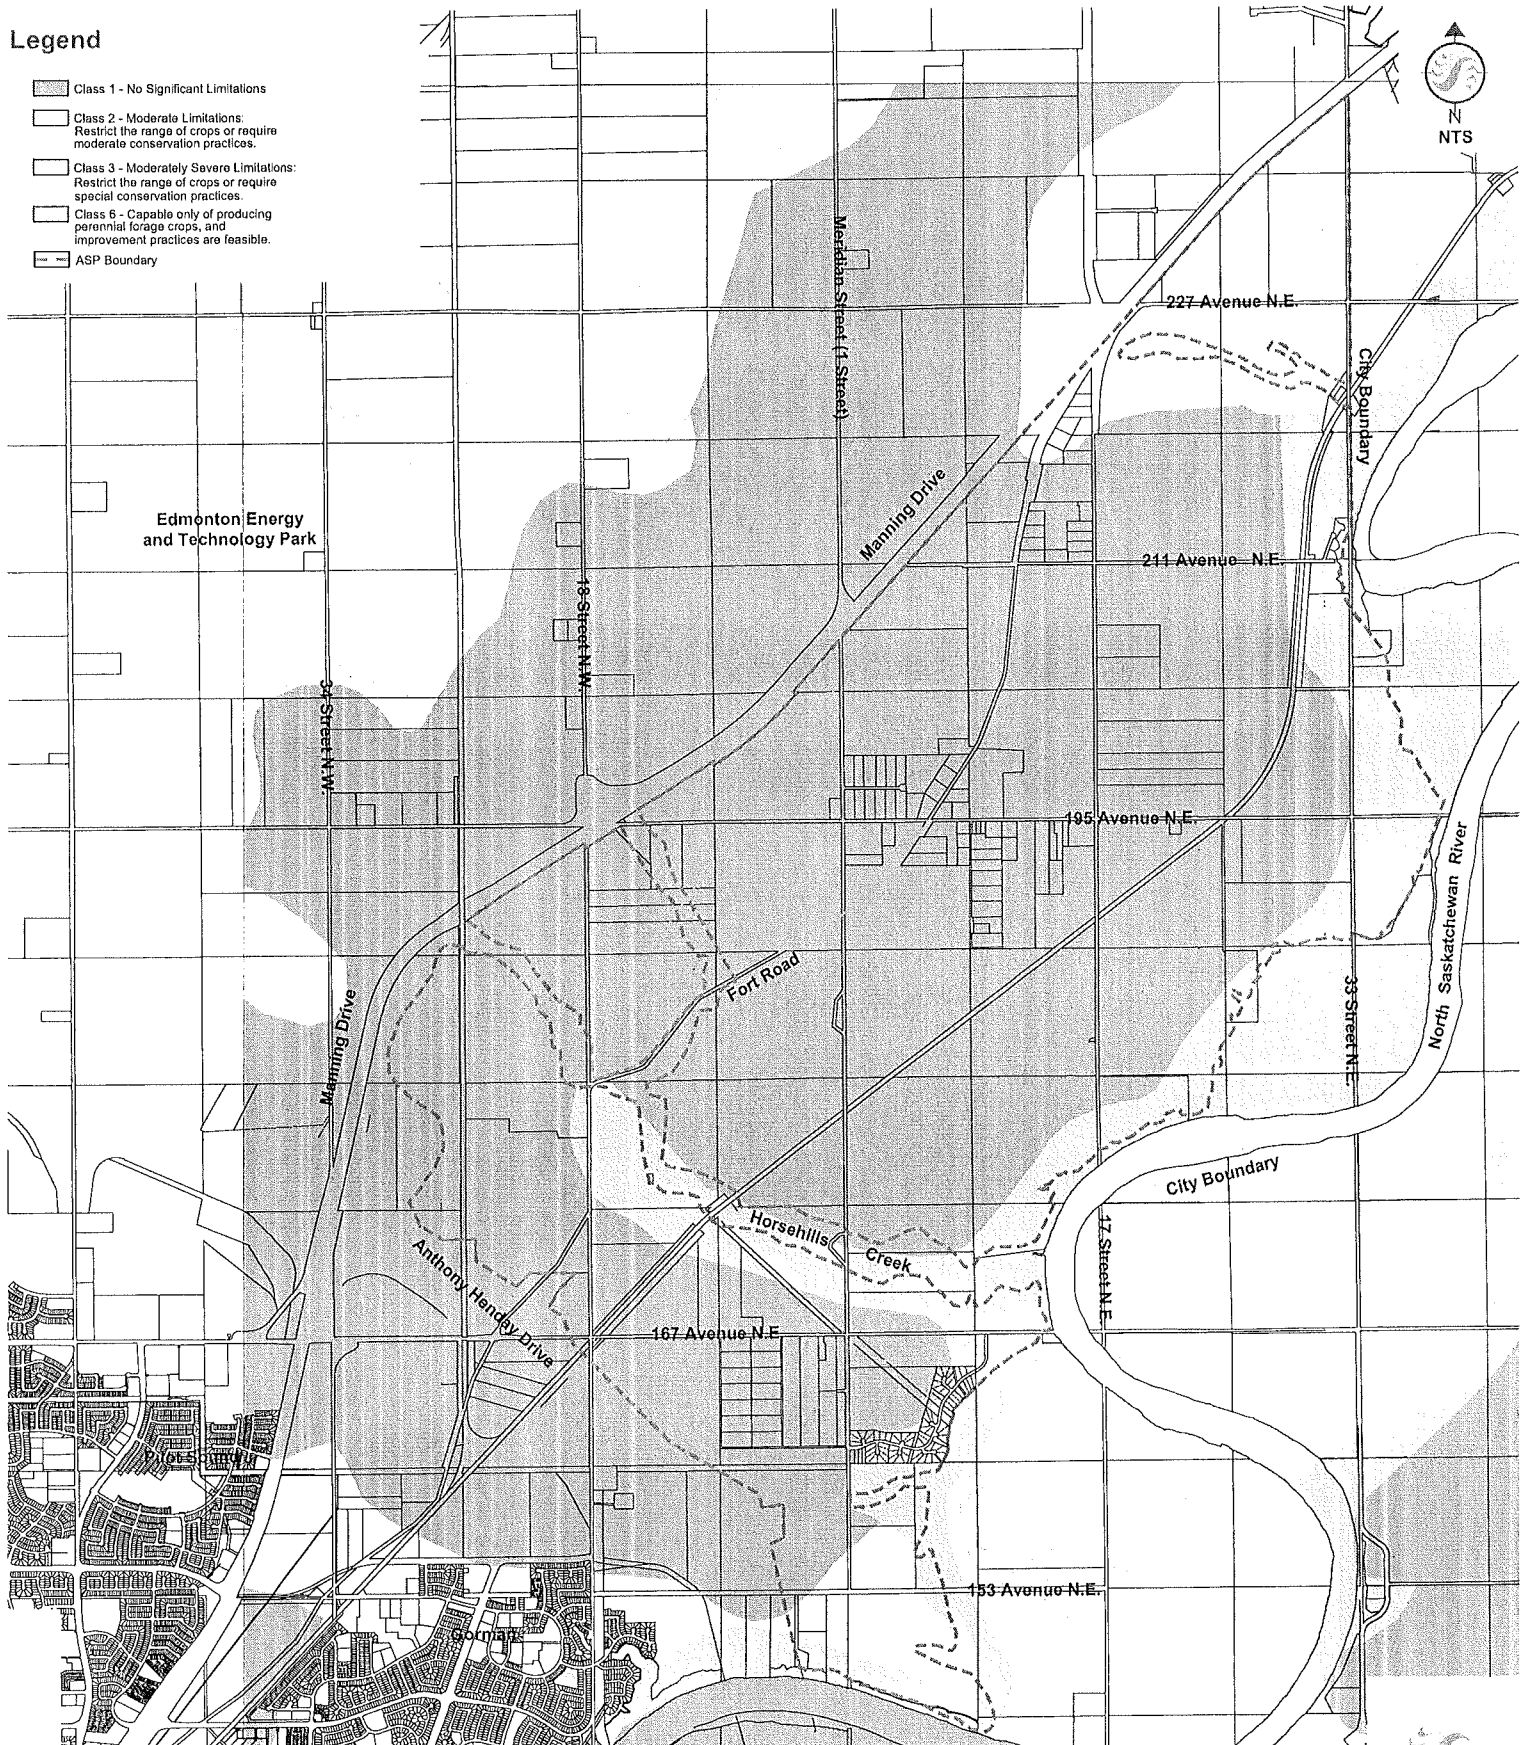 Legend
Class 1 - No Significant Limitations
Class 2 - Moderate Limitations:
Restrict the range of crops or require
moderate conservation practices.
Class 3 - Moderately Severe Limitations:
Restrict the range of crops or require
special conservation practices.
Class 6 - Capable only of producing
perennial forage crops, and
improvement practices are feasible.
ASP Boundary
N
NTS
Meridian Street (1 Street)
227 Avenue N.E.
City Boundary
Manning Drive
Edmonton Energy
and Technology Park
211 Avenue N.E.
18 Street N.W.
34 Street N.W.
195 Avenue N.E.
North Saskatchewan River
Fort Road
33 Street N.E.
Manning Drive
City Boundary
17 Street N.E.
Horsehills
Creek
Anthony Henday Drive
167 Avenue N.E.
Pilot Sound
153 Avenue N.E.
Gorman